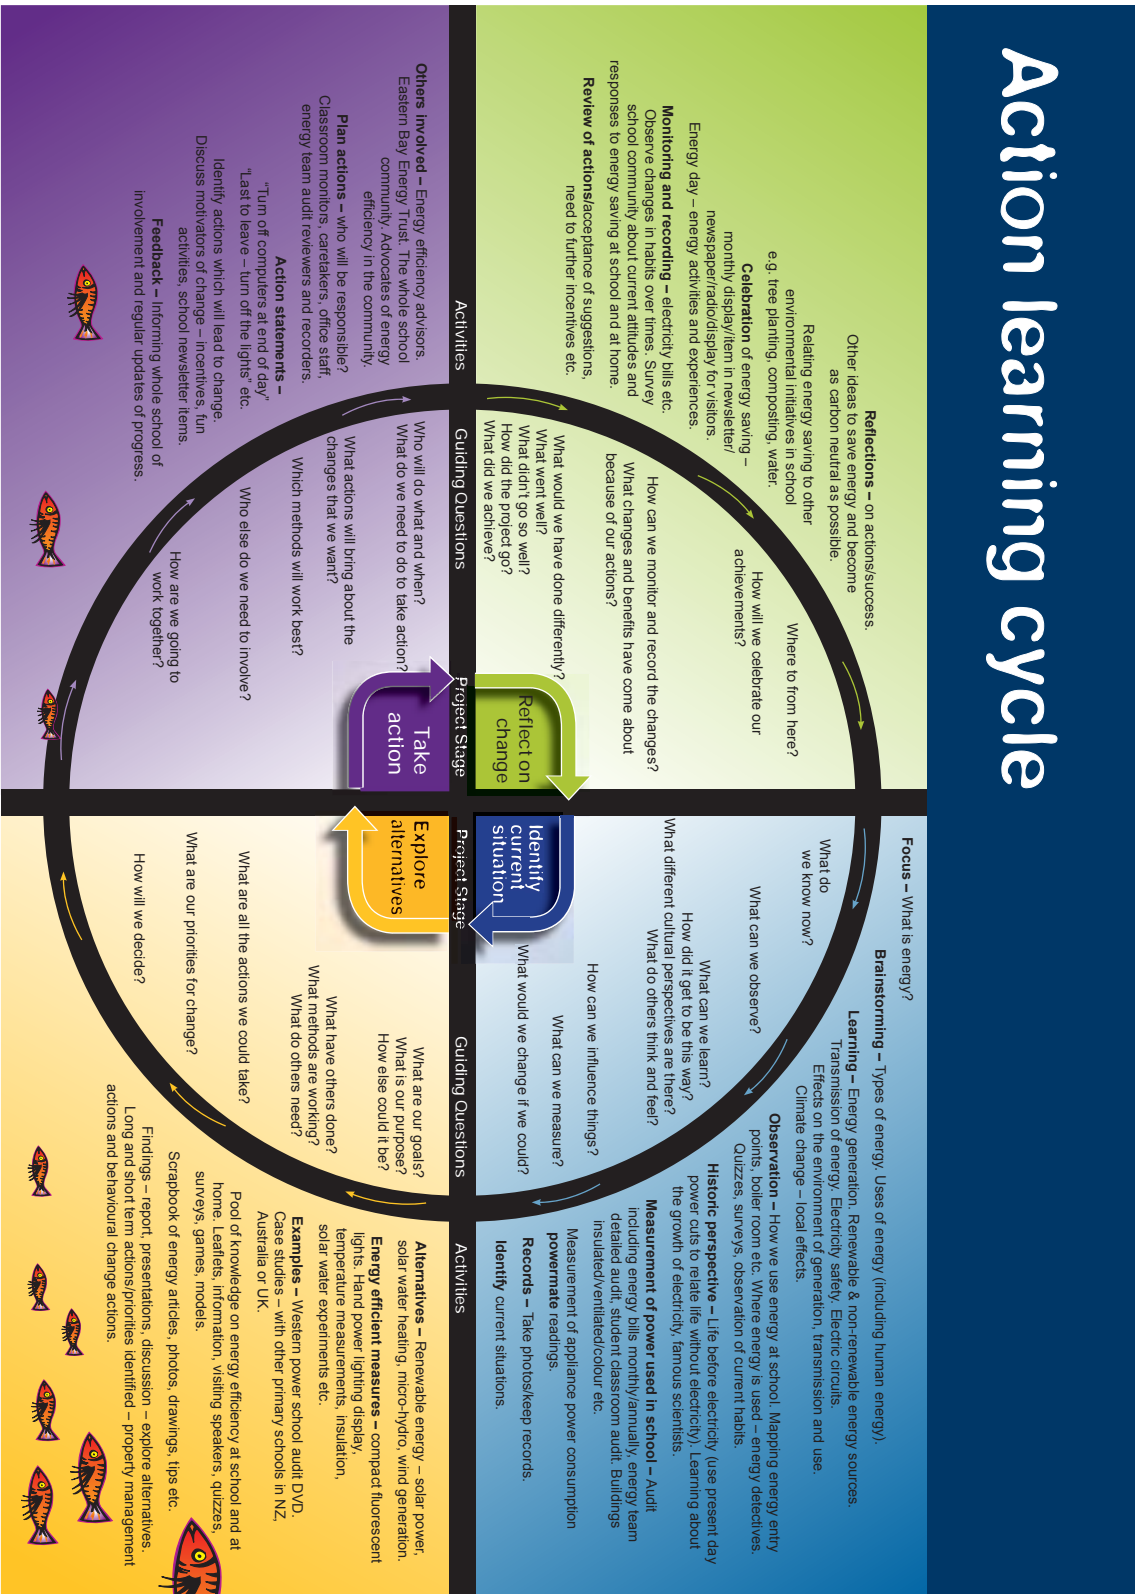 Action learning cycle
Reflections – on actions/success.
Other ideas to save energy and become
as carbon neutral as possible.
Relating energy saving to other
environmental initiatives in school
e.g. tree planting, composting, water.
Celebration of energy saving –
monthly display/item in newsletter/
newspaper/radio/display for visitors.
Energy day – energy activities and experiences.
Monitoring and recording – electricity bills etc.
Observe changes in habits over times. Survey
school community about current attitudes and
responses to energy saving at school and at home.
Review of actions/acceptance of suggestions,
need to further incentives etc.
Where to from here?
How will we celebrate our
achievements?
How can we monitor and record the changes?
What changes and benefits have come about
because of our actions?
What would we have done differently?
What went well?
What didn't go so well?
How did the project go?
What did we achieve?
Reflect on
change
Focus – What is energy?
Brainstorming – Types of energy. Uses of energy (including human energy).
Learning – Energy generation. Renewable & non-renewable energy sources.
Transmission of energy. Electricity safety. Electric circuits.
Effects on the environment of generation, transmission and use.
Climate change – local effects.
Observation – How we use energy at school. Mapping energy entry
points, boiler room etc. Where energy is used – energy detectives.
Quizzes, surveys, observation of current habits.
Historic perspective – Life before electricity (use present day
power cuts to relate life without electricity). Learning about
the growth of electricity, famous scientists.
Measurement of power used in school – Audit
including energy bills monthly/annually, energy team
detailed audit, student classroom audit. Buildings
insulated/ventilated/colour etc.
Measurement of appliance power consumption
powermate readings.
Records – Take photos/keep records.
Identify current situations.
What do
we know now?
What can we observe?
What can we learn?
How did it get to be this way?
What different cultural perspectives are there?
What do others think and feel?
How can we influence things?
What can we measure?
What would we change if we could?
Identify
current
situation
Activities
Guiding Questions
Project Stage
Project Stage
Guiding Questions
Activities
Others involved – Energy efficiency advisors.
Eastern Bay Energy Trust. The whole school
community. Advocates of energy
efficiency in the community.
Plan actions – who will be responsible?
Classroom monitors, caretakers, office staff,
energy team audit reviewers and recorders.
Action statements –
"Turn off computers at end of day"
"Last to leave – turn off the lights" etc.
Identify actions which will lead to change.
Discuss motivators of change – incentives, fun
activities, school newsletter items.
Feedback – Informing whole school of
involvement and regular updates of progress.
Who will do what and when?
What do we need to do to take action?
What actions will bring about the
changes that we want?
Which methods will work best?
Who else do we need to involve?
How are we going to
work together?
Take
action
Explore
alternatives
What are our goals?
What is our purpose?
How else could it be?
What have others done?
What methods are working?
What do others need?
What are all the actions we could take?
What are our priorities for change?
How will we decide?
Alternatives – Renewable energy – solar power,
solar water heating, micro-hydro, wind generation.
Energy efficient measures – compact fluorescent
lights. Hand power lighting display,
temperature measurements, insulation,
solar water experiments etc.
Examples – Western power school audit DVD.
Case studies – with other primary schools in NZ,
Australia or UK.
Pool of knowledge on energy efficiency at school and at
home. Leaflets, information, visiting speakers, quizzes,
surveys, games, models.
Scrapbook of energy articles, photos, drawings, tips etc.
Findings – report, presentations, discussion – explore alternatives.
Long and short term actions/priorities identified – property management
actions and behavioural change actions.